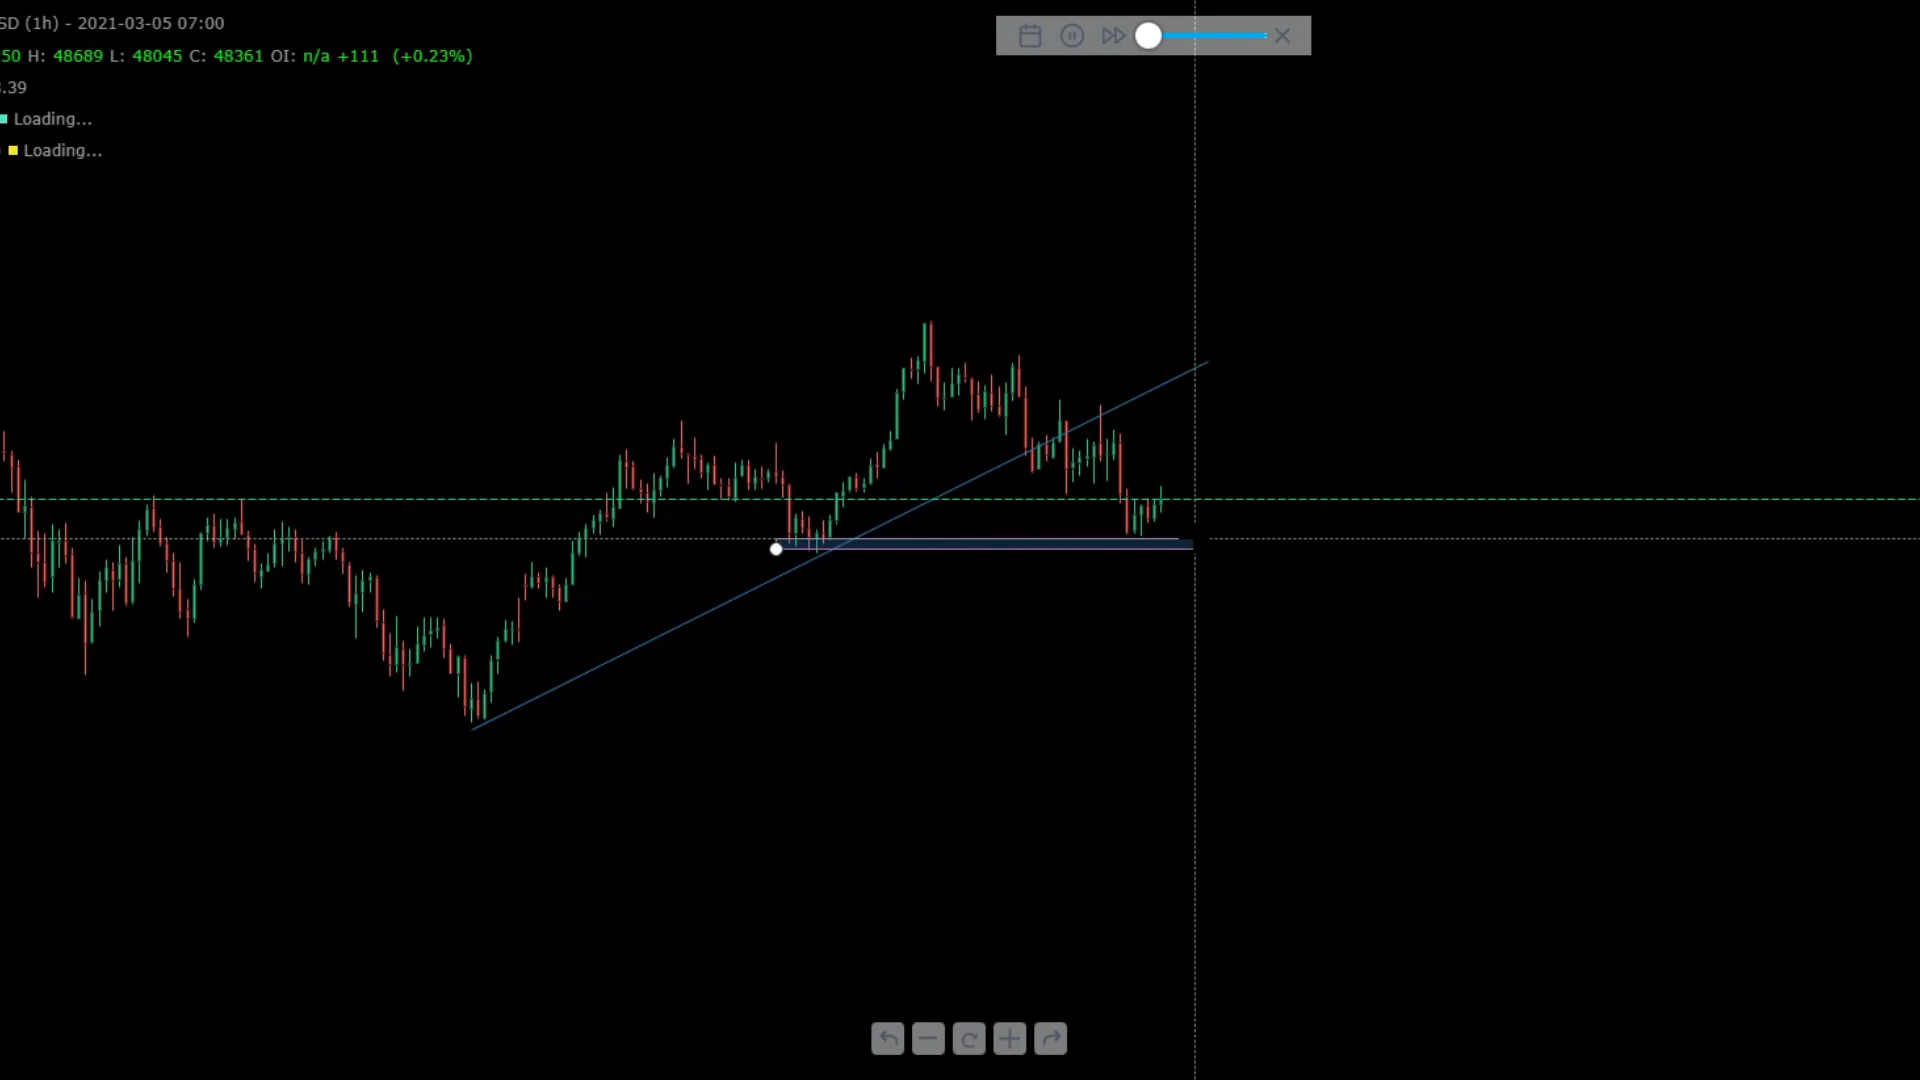 SD (1h) - 2021-03-05 07:00
50 H: 48689 L: 48045 C: 48361 OI: n/a +111 (+0.23%)
.39
Loading...
Loading...